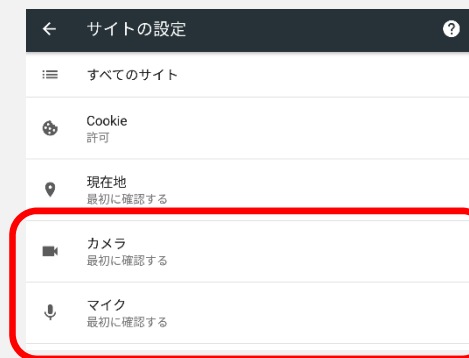 サイトの設定
すべてのサイト
Cookie
許可
現在地
最初に確認する
カメラ
最初に確認する
マイク
最初に確認する